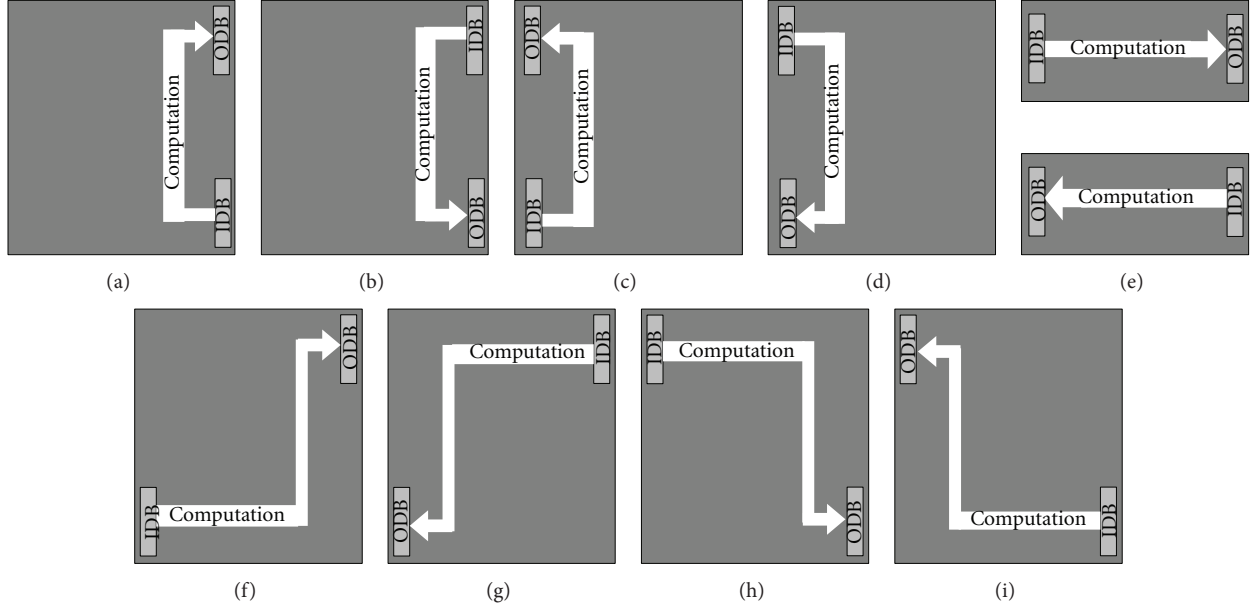 ODB
Computation
IDB
(a)
IDB
Computation
ODB
(b)
ODB
Computation
IDB
(c)
IDB
Computation
ODB
(d)
IDB
Computation
ODB
ODB
Computation
IDB
(e)
ODB
IDB
Computation
(f)
Computation
IDB
ODB
(g)
IDB
Computation
ODB
(h)
ODB
Computation
IDB
(i)